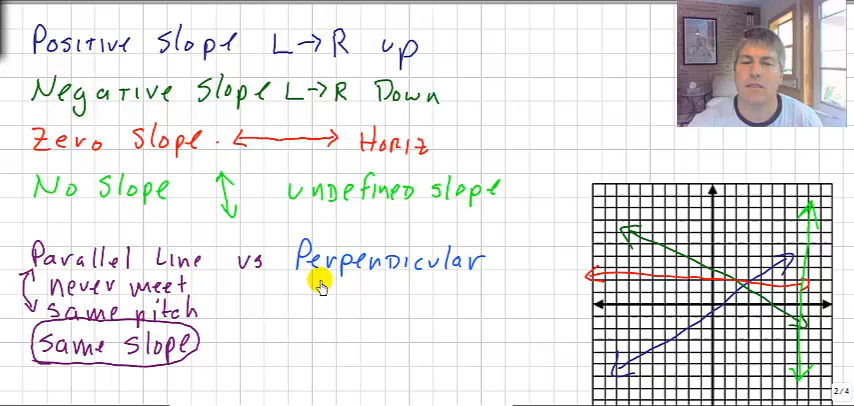 Positive Slope L→R up
Negative Slope L→R Down
Zero Slope. ↔ HORIZ
No Slope ↕ undefined slope
Parallel Line vs Perpendicular
never meet
same pitch
same slope
2/4